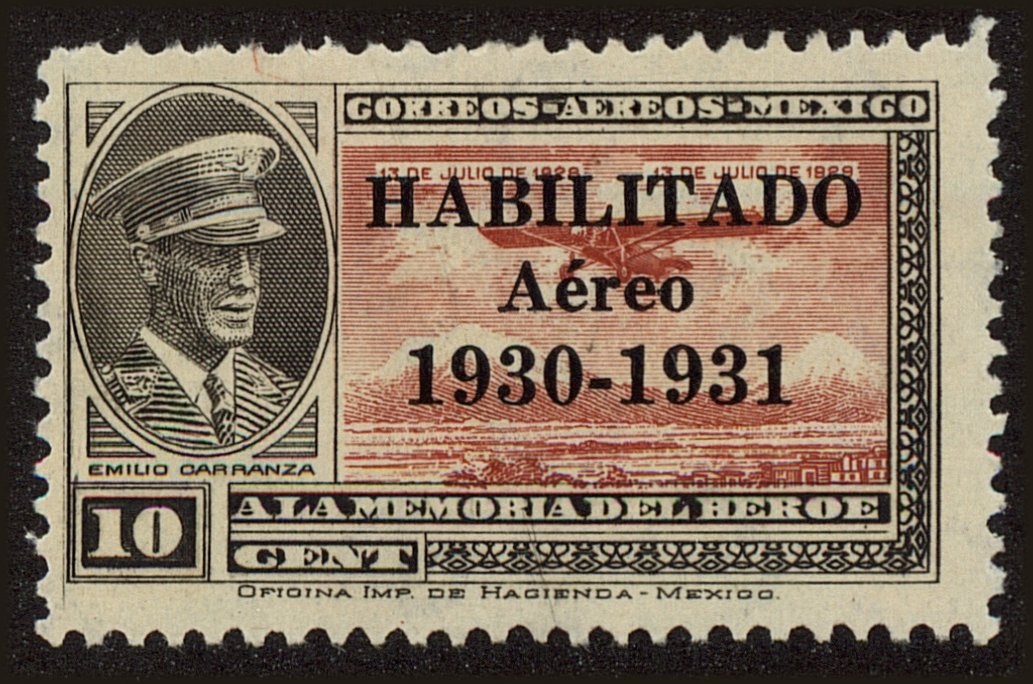 CORREOS-AEREOS-MEXICO
13 DE JULIO DE 1928 13 DE JULIO DE 1929
HABILITADO
Aéreo
1930-1931
EMILIO CARRANZA
10
A LA MEMORIA DEL HEROE
CENT
OFICINA IMP. DE HACIENDA - MEXICO.